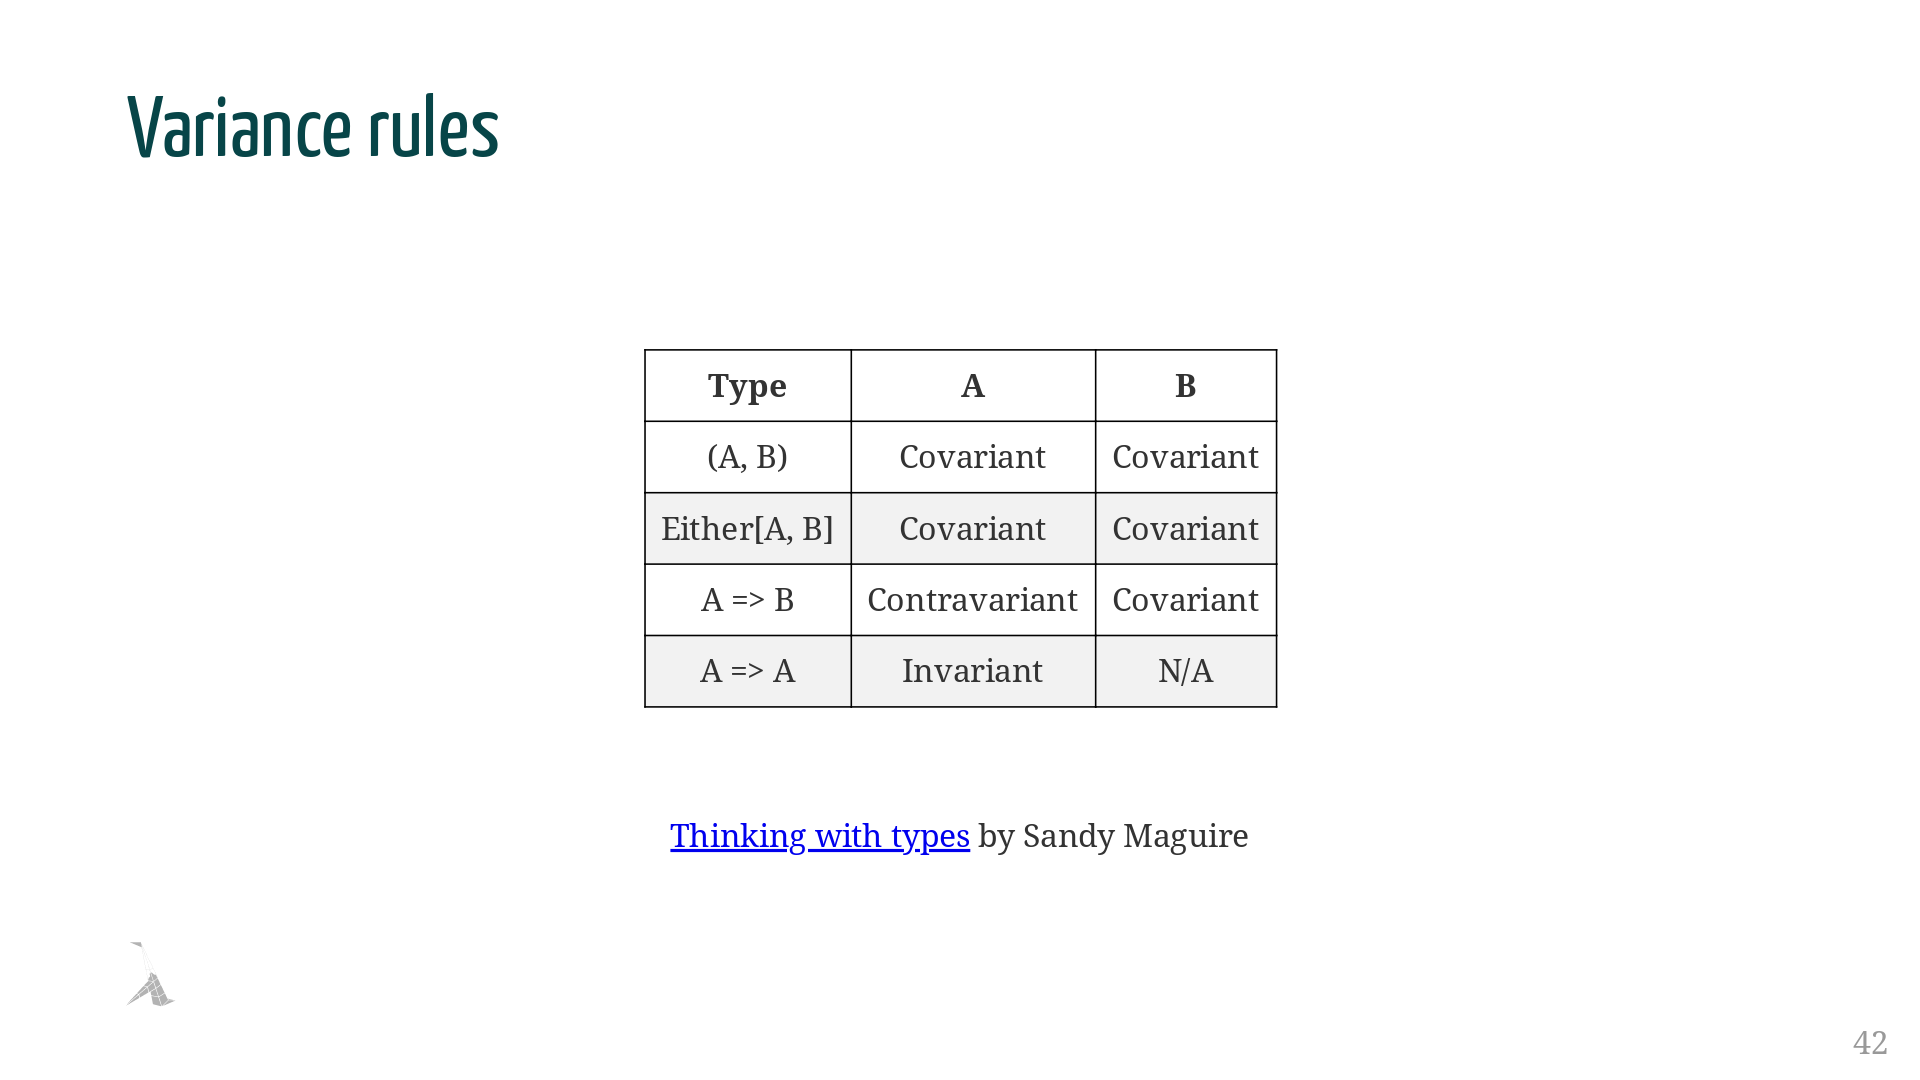 Variance rules
Type A B
(A, B) Covariant Covariant
Either[A, B] Covariant Covariant
A => B Contravariant Covariant
A => A Invariant N/A
Thinking with types by Sandy Maguire
42